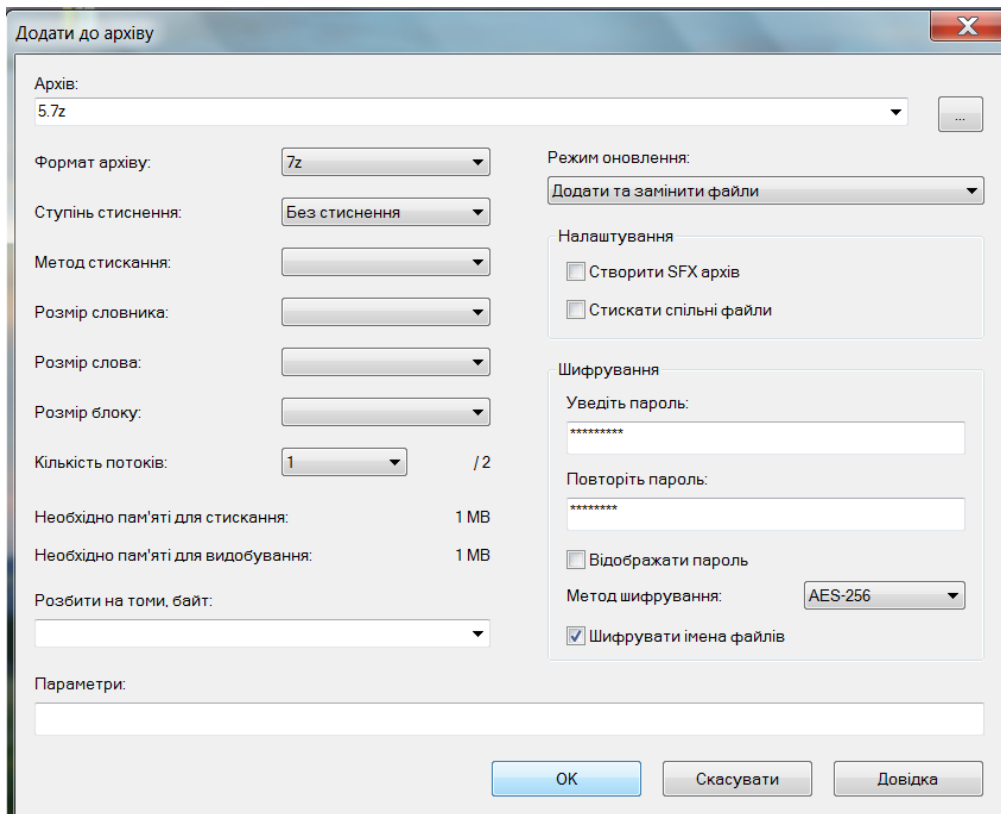 Додати до архіву
Архів:
5.7z
...
Формат архіву:
7z
Ступінь стиснення:
Без стиснення
Метод стискання:
Розмір словника:
Розмір слова:
Розмір блоку:
Кількість потоків:
1
/ 2
Необхідно пам'яті для стискання:
1 MB
Необхідно пам'яті для видобування:
1 MB
Розбити на томи, байт:
Режим оновлення:
Додати та замінити файли
Налаштування
Створити SFX архів
Стискати спільні файли
Шифрування
Уведіть пароль:
*********
Повторіть пароль:
********
Відображати пароль
Метод шифрування:
AES-256
Шифрувати імена файлів
Параметри:
OK
Скасувати
Довідка